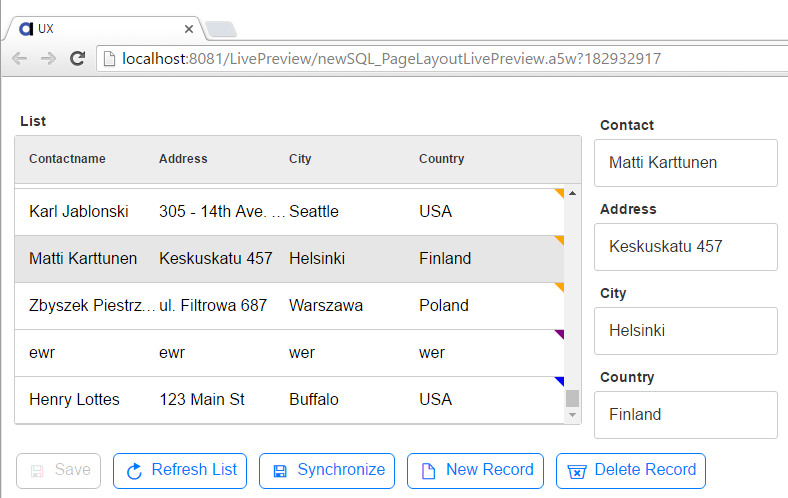 UX
localhost:8081/LivePreview/newSQL_PageLayoutLivePreview.a5w?182932917
List
Contactname Address City Country
Karl Jablonski 305 - 14th Ave. ... Seattle USA
Matti Karttunen Keskuskatu 457 Helsinki Finland
Zbyszek Piestrz... ul. Filtrowa 687 Warszawa Poland
ewr ewr wer wer
Henry Lottes 123 Main St Buffalo USA
Contact
Matti Karttunen
Address
Keskuskatu 457
City
Helsinki
Country
Finland
Save Refresh List Synchronize New Record Delete Record